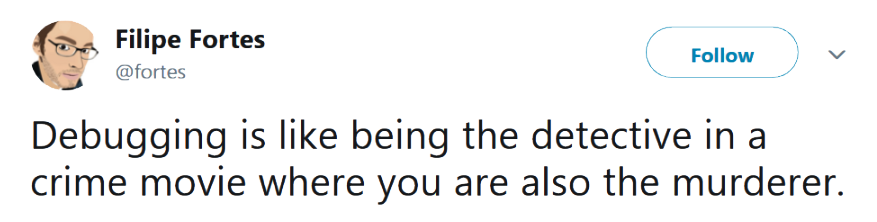 Filipe Fortes
@fortes
Follow
Debugging is like being the detective in a
crime movie where you are also the murderer.